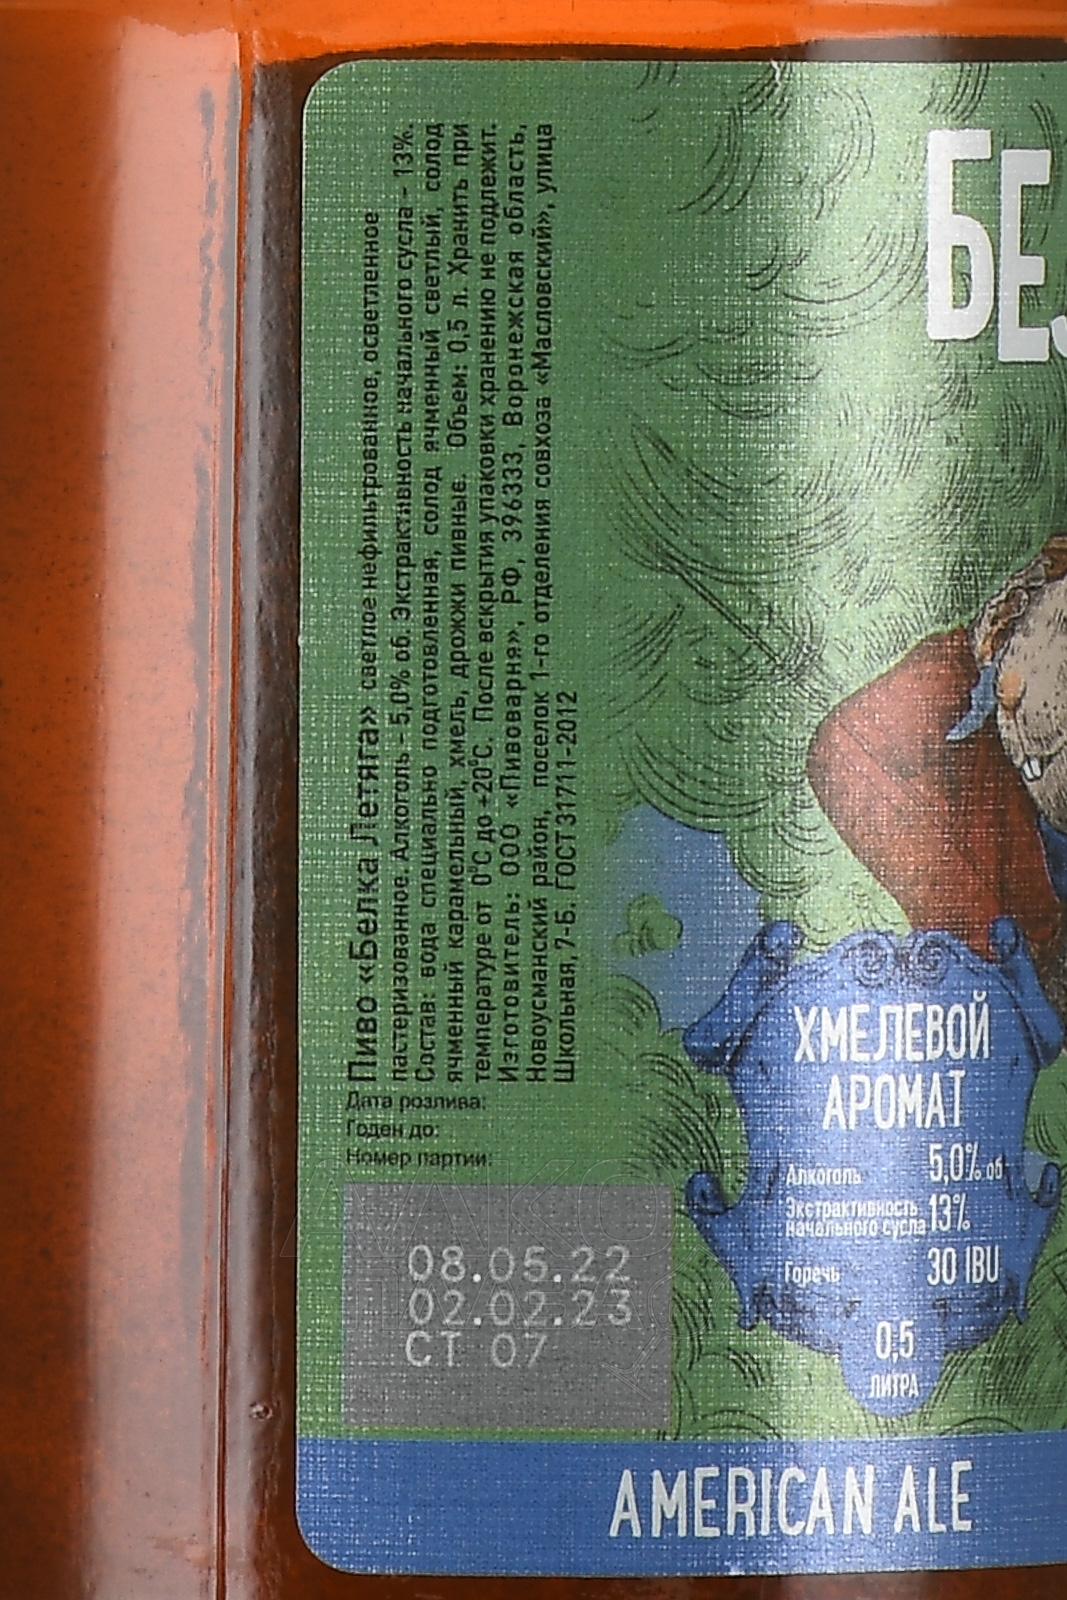 Пиво «Белка Летяга» светлое нефильтрованное, осветленное
пастеризованное. Алкоголь - 5,0% об. Экстрактивность начального сусла - 13%.
Состав: вода специально подготовленная, солод ячменный светлый, солод
ячменный карамельный, хмель, дрожжи пивные. Объем: 0,5 л. Хранить при
температуре от 0°С до +20°С. После вскрытия упаковки хранению не подлежит.
Изготовитель: ООО «Пивоварня», РФ, 396333, Воронежская область,
Новоусманский район, поселок 1-го отделения совхоза «Масловский», улица
Школьная, 7-Б. ГОСТ 31711-2012
Дата розлива:
Годен до:
Номер партии:
08.05.22
02.02.23
СТ 07
ХМЕЛЕВОЙ
АРОМАТ
Алкоголь 5,0% об
Экстрактивность
начального сусла 13%
Горечь 30 IBU
0,5
ЛИТРА
AMERICAN ALE